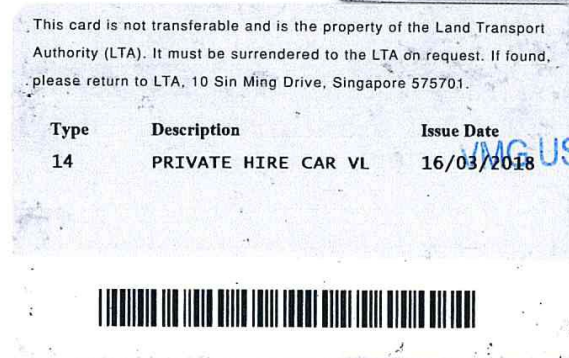 This card is not transferable and is the property of the Land Transport
Authority (LTA). It must be surrendered to the LTA on request. If found,
please return to LTA, 10 Sin Ming Drive, Singapore 575701.
Type Description Issue Date
14 PRIVATE HIRE CAR VL 16/03/2018
VMG US